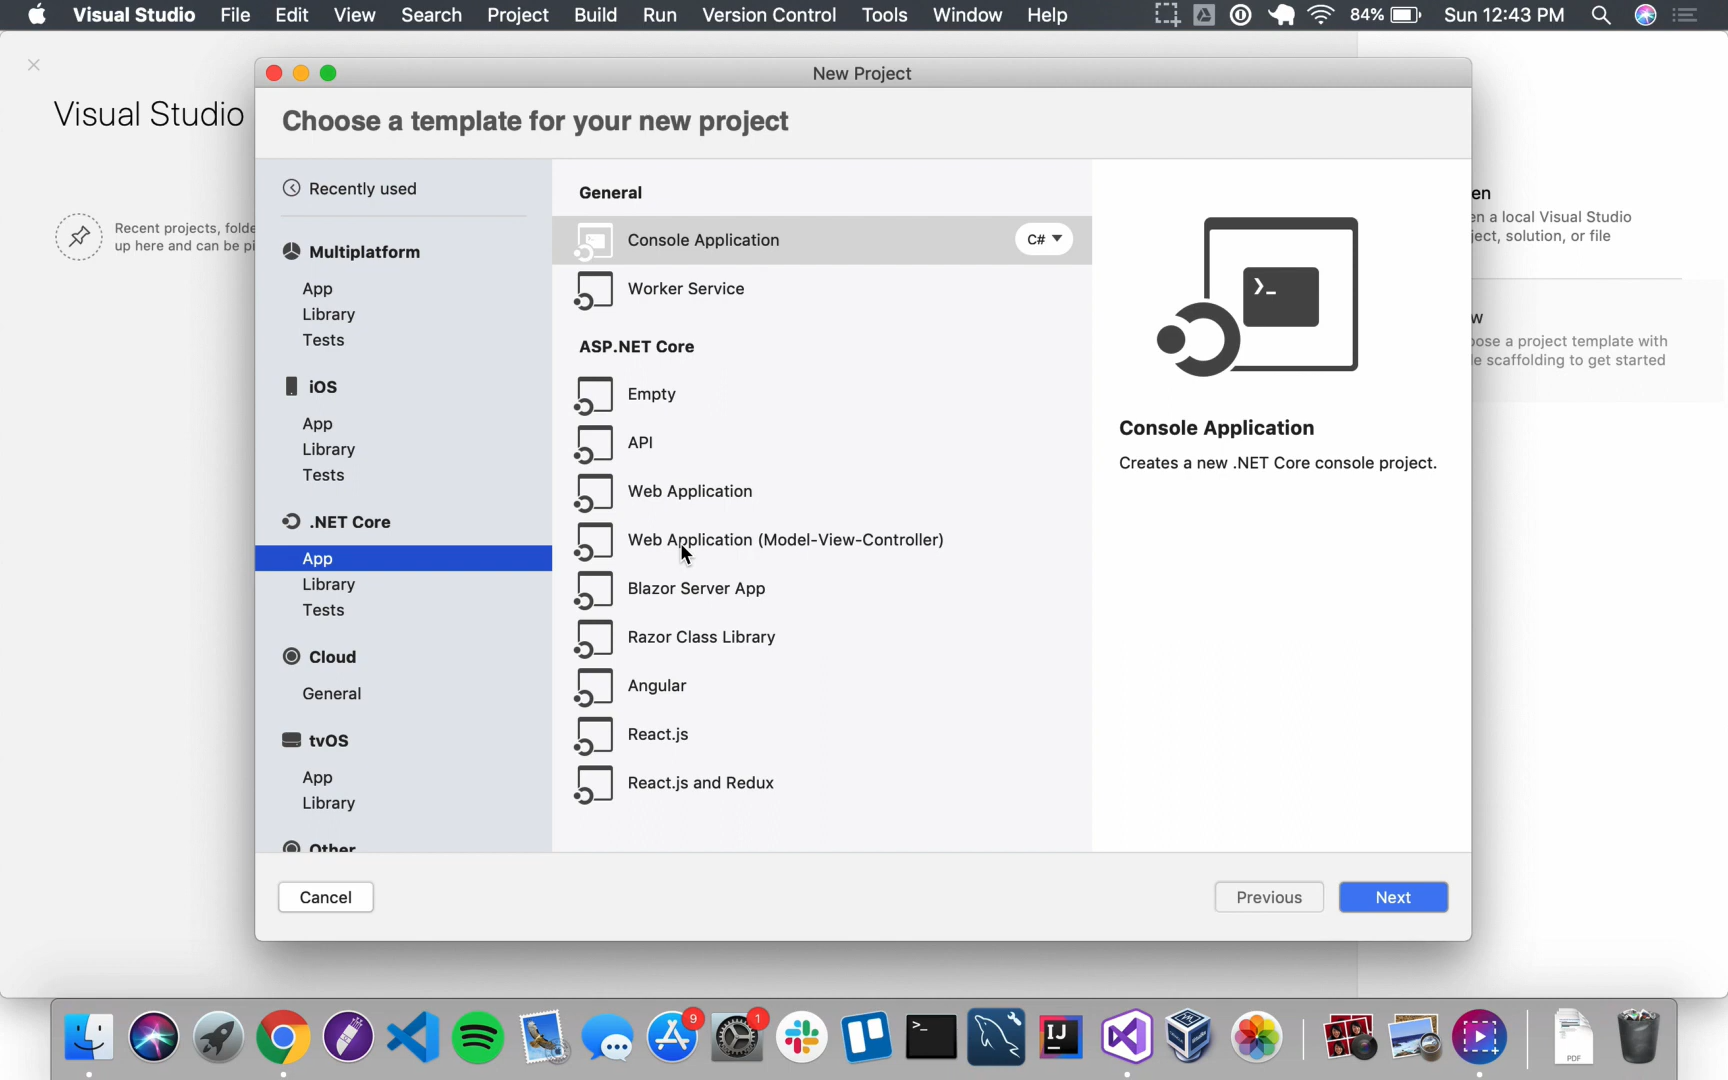 Visual Studio File Edit View Search Project Build Run Version Control Tools Window Help 84% Sun 12:43 PM
New Project
Visual Studio
Choose a template for your new project
Recent projects, folde
up here and can be pi
Recently used
Multiplatform
App
Library
Tests
iOS
App
Library
Tests
.NET Core
App
Library
Tests
Cloud
General
tvOS
App
Library
Other
General
Console Application C#
Worker Service
ASP.NET Core
Empty
API
Web Application
Web Application (Model-View-Controller)
Blazor Server App
Razor Class Library
Angular
React.js
React.js and Redux
Console Application
Creates a new .NET Core console project.
en
en a local Visual Studio
ject, solution, or file
w
ose a project template with
e scaffolding to get started
Cancel Previous Next
9
1
>_
IJ
PDF